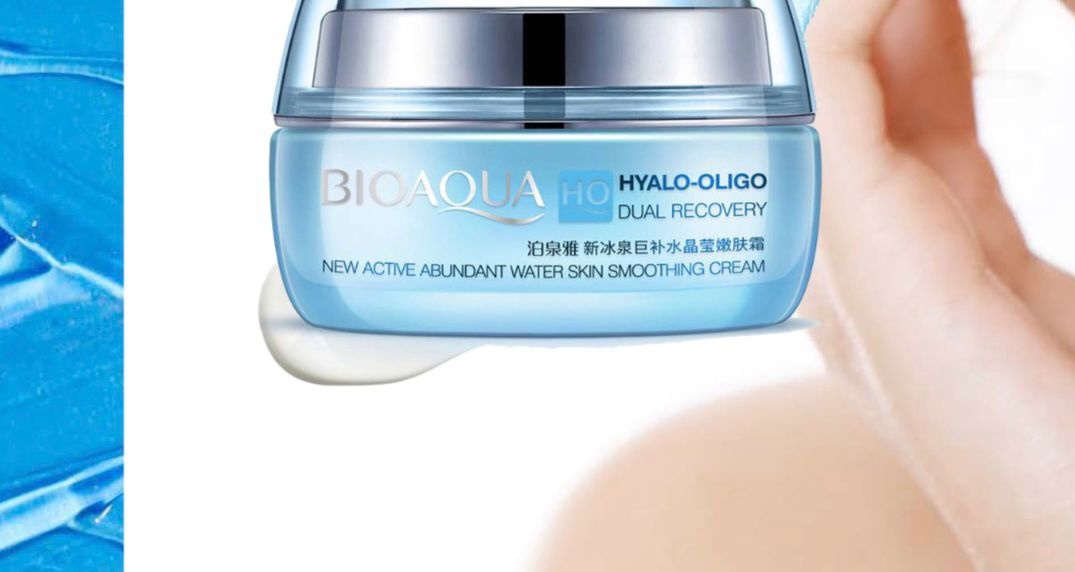 BIOAQUA HQ HYALO-OLIGO
DUAL RECOVERY
泊泉雅 新冰泉巨补水晶莹嫩肤霜
NEW ACTIVE ABUNDANT WATER SKIN SMOOTHING CREAM